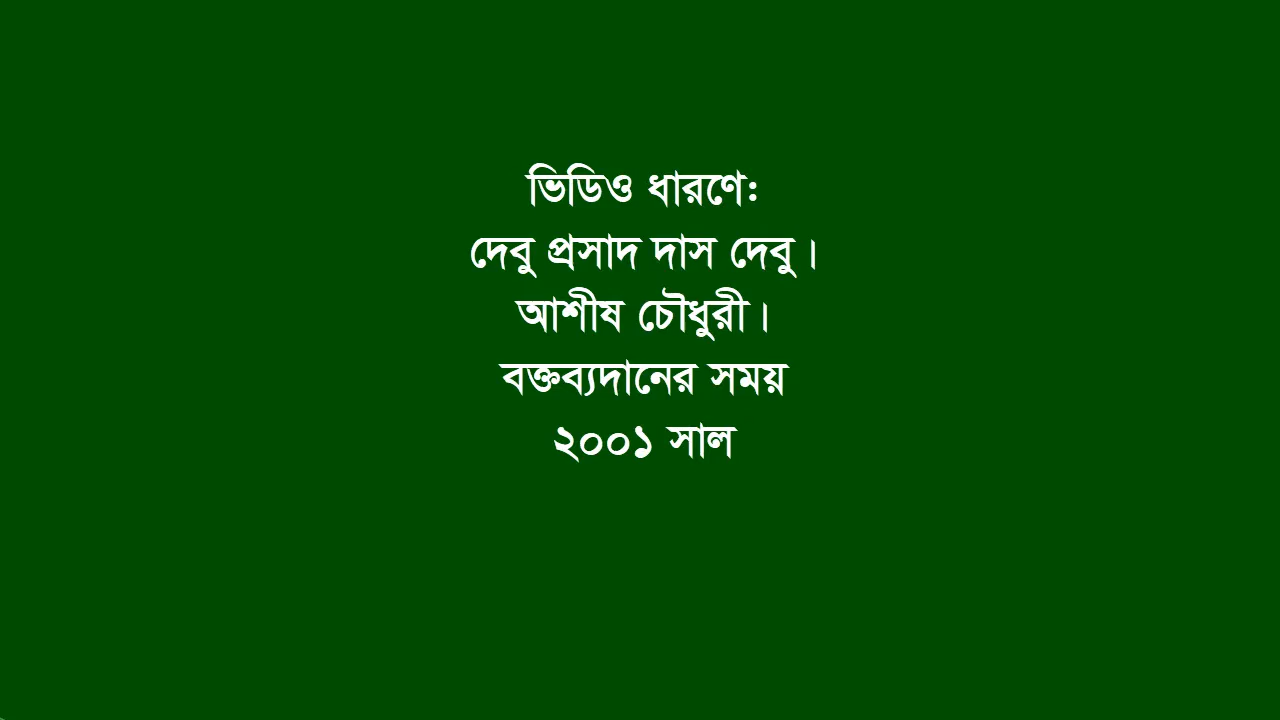 ভিডিও ধারণে:
দেবু প্রসাদ দাস দেবু।
আশীষ চৌধুরী।
বক্তব্যদানের সময়
২০০১ সাল